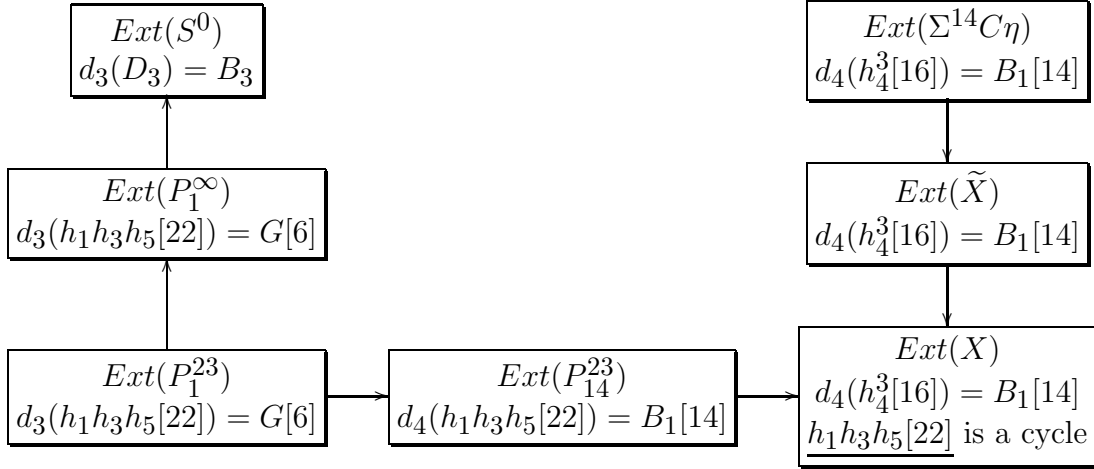 Ext(S^0)
d_3(D_3) = B_3
Ext(Σ^{14}Cη)
d_4(h_4^3[16]) = B_1[14]
Ext(P_1^∞)
d_3(h_1h_3h_5[22]) = G[6]
Ext(X̃)
d_4(h_4^3[16]) = B_1[14]
Ext(P_1^{23})
d_3(h_1h_3h_5[22]) = G[6]
Ext(P_{14}^{23})
d_4(h_1h_3h_5[22]) = B_1[14]
Ext(X)
d_4(h_4^3[16]) = B_1[14]
h_1h_3h_5[22] is a cycle